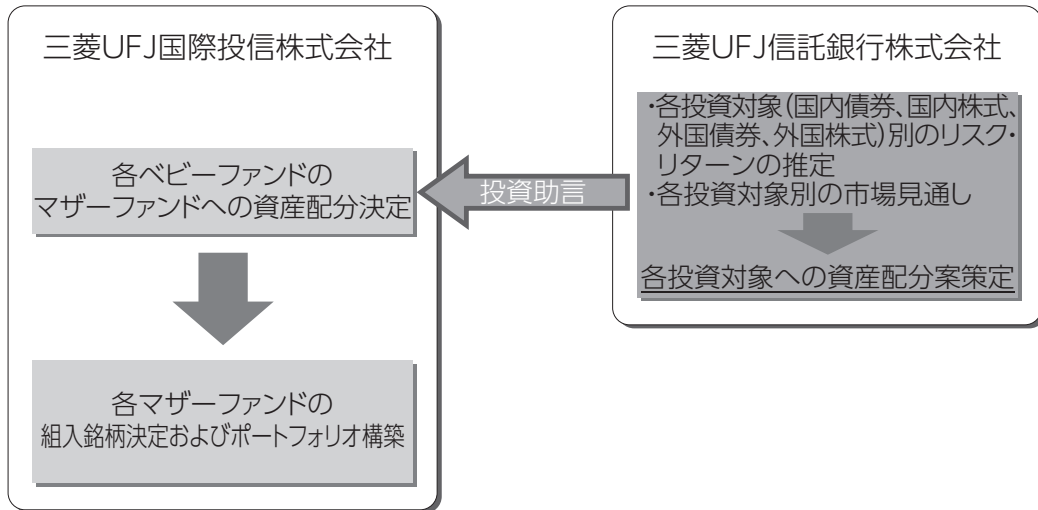 三菱UFJ国際投信株式会社
各ベビーファンドの
マザーファンドへの資産配分決定
各マザーファンドの
組入銘柄決定およびポートフォリオ構築
投資助言
三菱UFJ信託銀行株式会社
・各投資対象(国内債券、国内株式、
外国債券、外国株式)別のリスク・
リターンの推定
・各投資対象別の市場見通し
各投資対象への資産配分案策定